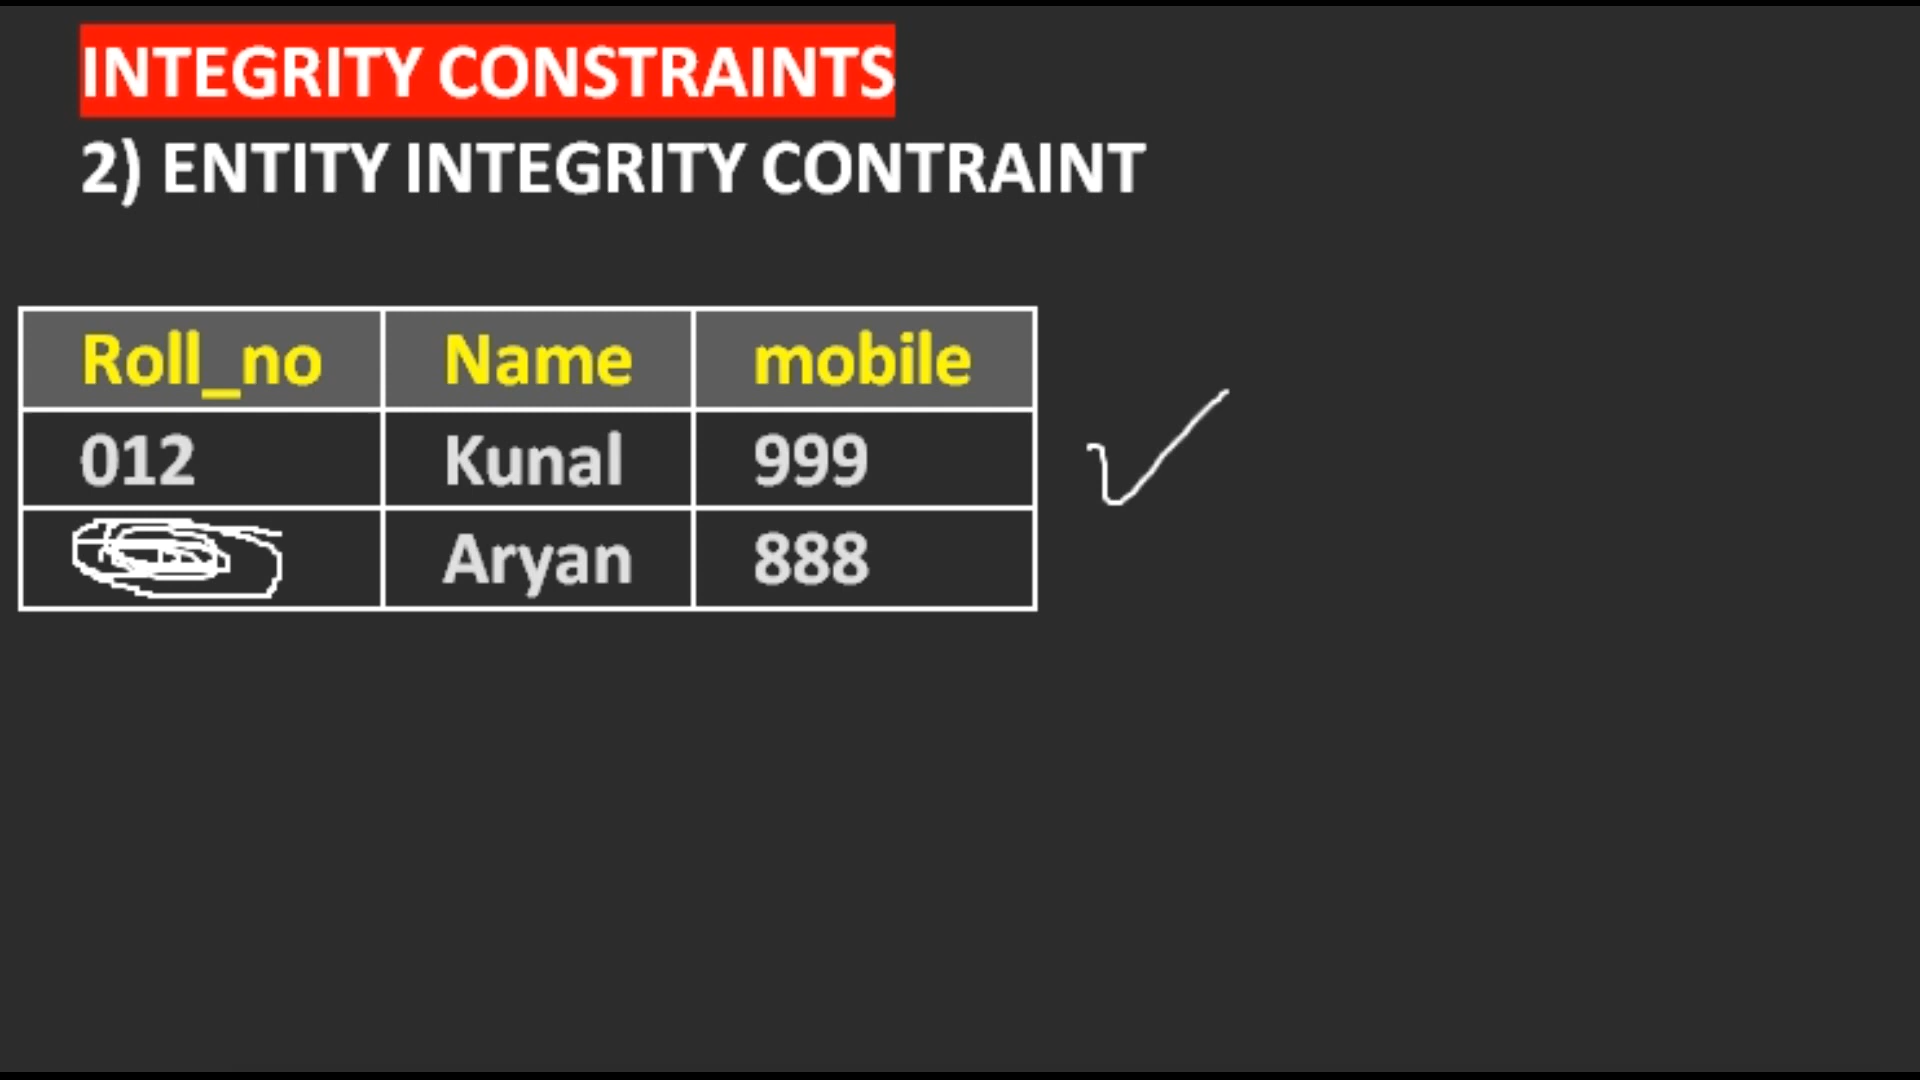 INTEGRITY CONSTRAINTS
2) ENTITY INTEGRITY CONTRAINT
Roll_no Name mobile
012 Kunal 999
Aryan 888